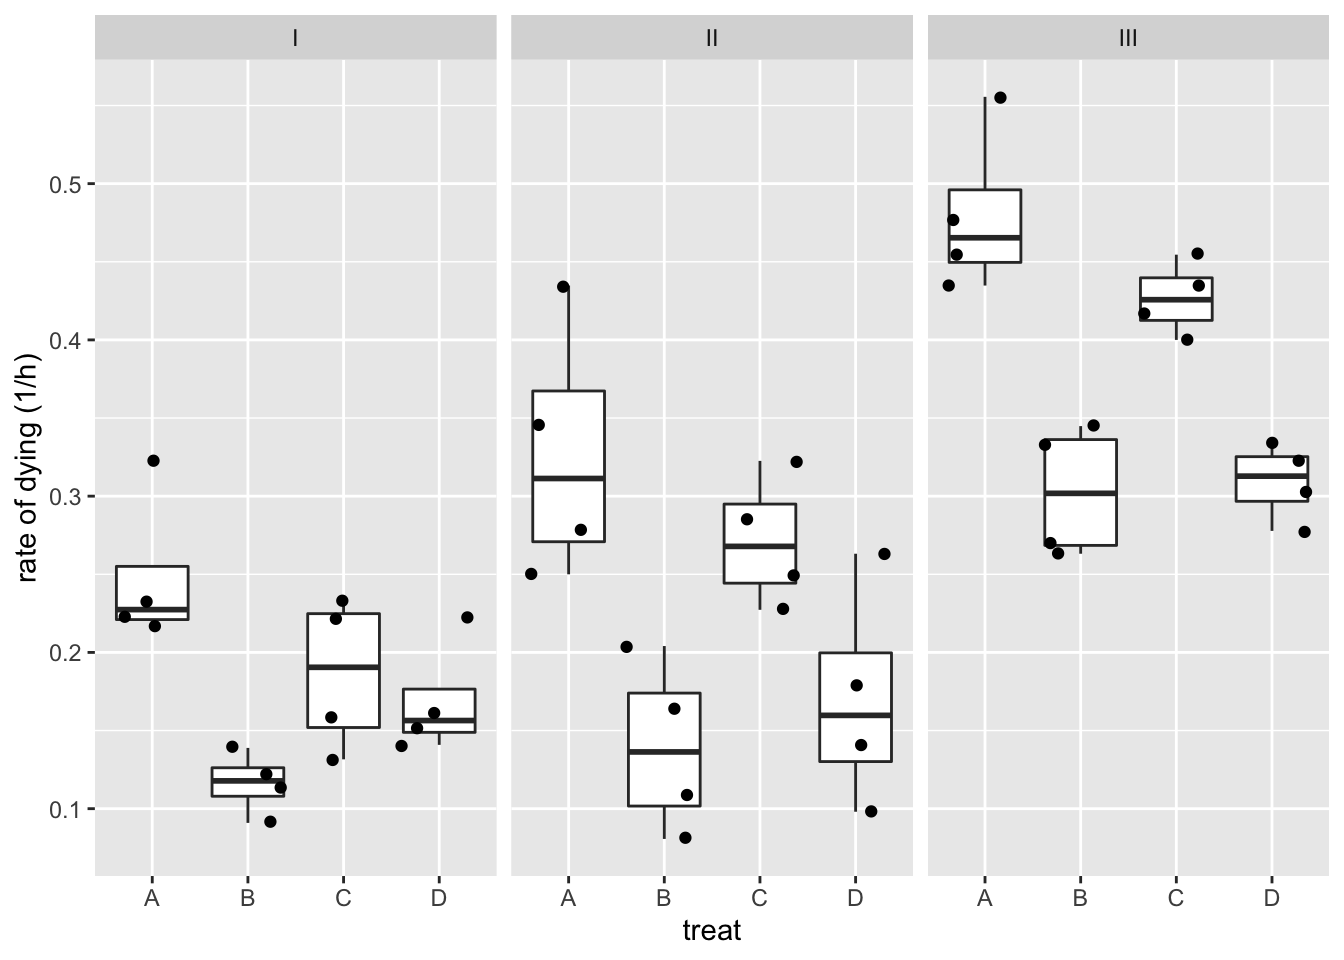 I II III
rate of dying (1/h)
0.5
0.4
0.3
0.2
0.1
A B C D A B C D A B C D
treat